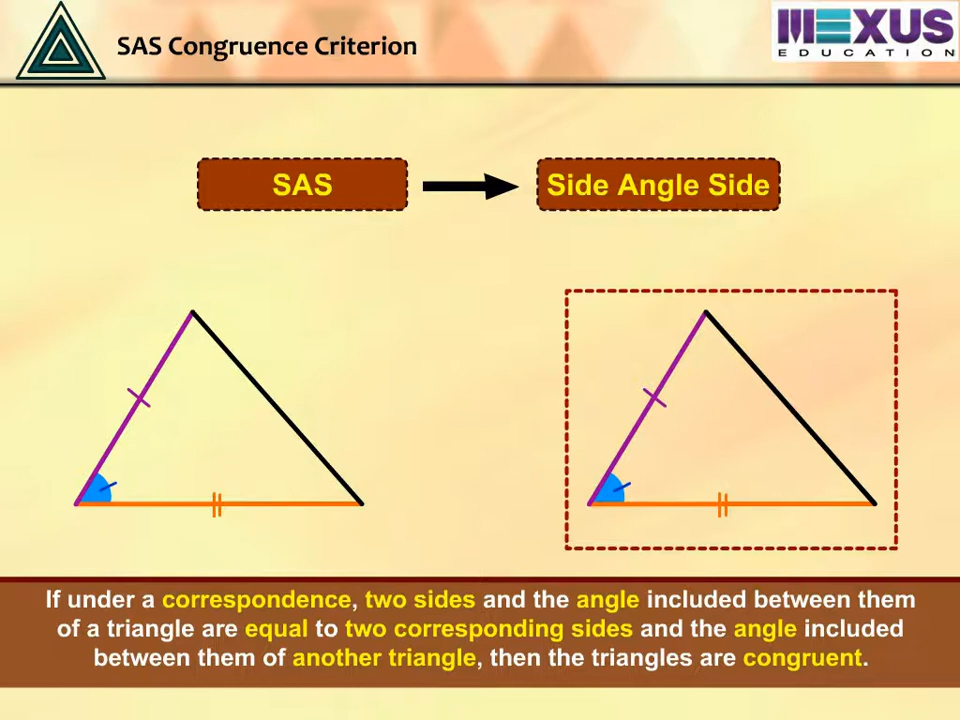 SAS Congruence Criterion
MEXUS
EDUCATION
SAS
Side Angle Side
If under a correspondence, two sides and the angle included between them
of a triangle are equal to two corresponding sides and the angle included
between them of another triangle, then the triangles are congruent.